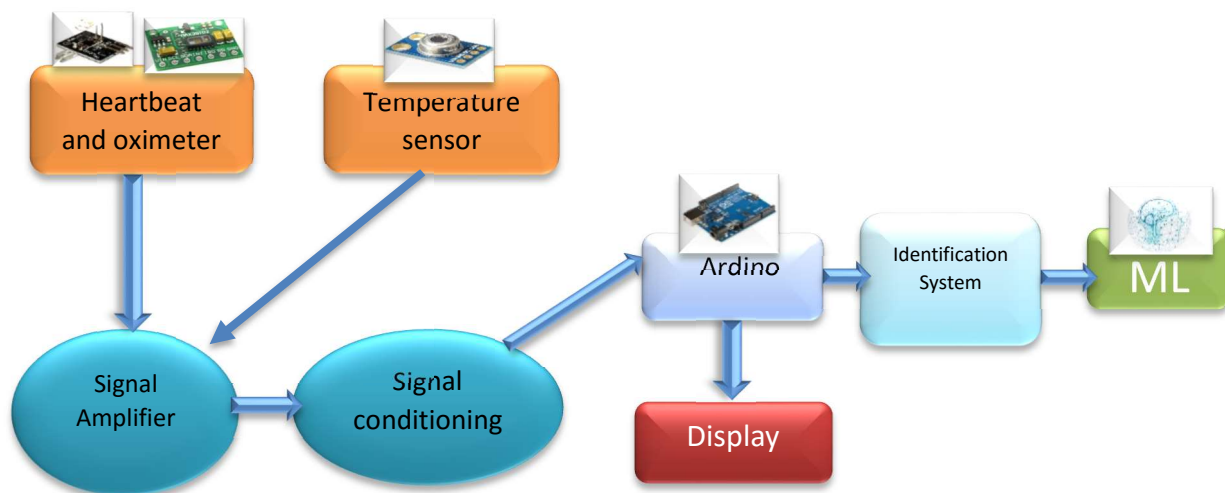 Heartbeat
and oximeter
Temperature
sensor
Signal
Amplifier
Signal
conditioning
Ardino
Identification
System
ML
Display